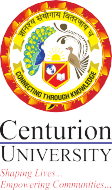 CONNECTING THROUGH KNOWLEDGE
Centurion
UNIVERSITY
Shaping Lives...
Empowering Communities...